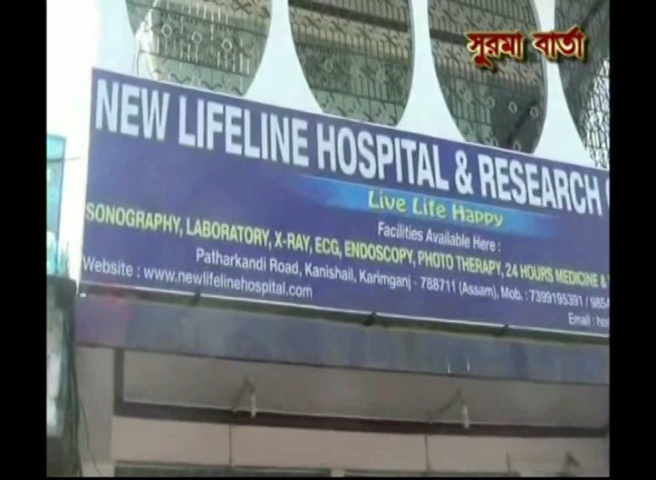 সুরমা বার্তা
NEW LIFELINE HOSPITAL & RESEARCH
Live Life Happy
Facilities Available Here :
SONOGRAPHY, LABORATORY, X-RAY, ECG, ENDOSCOPY, PHOTO THERAPY, 24 HOURS MEDICINE &
Patharkandi Road, Kanishail, Karimganj - 788711 (Assam), Mob. : 7399195391 /
Website : www.newlifelinehospital.com
Email :